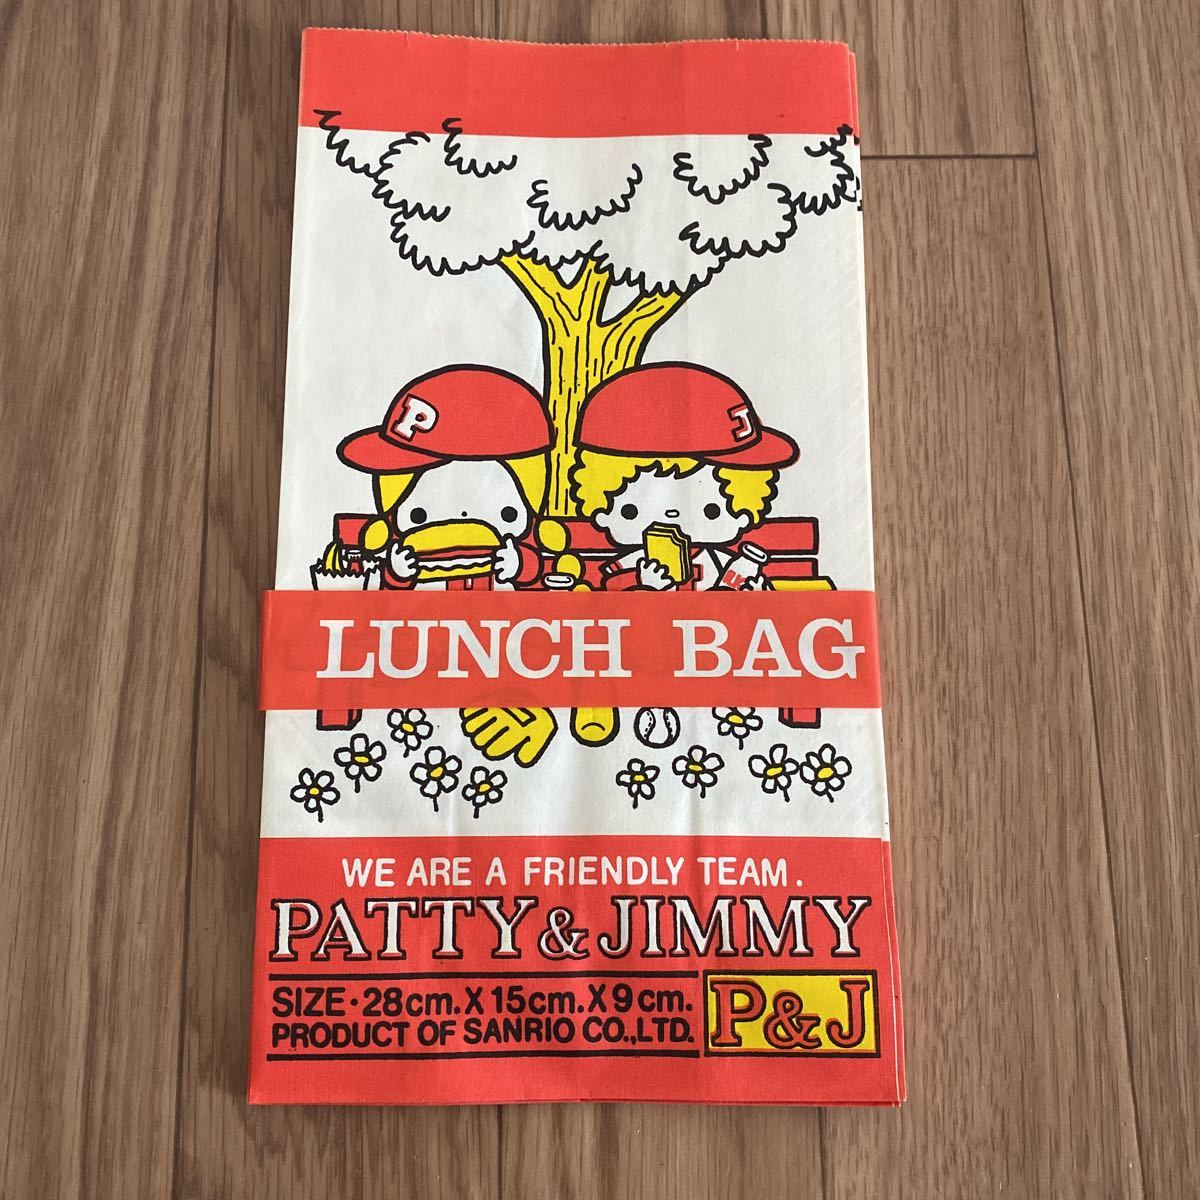 P
J
LUNCH BAG
WE ARE A FRIENDLY TEAM.
PATTY & JIMMY
SIZE・28cm.X15cm.X9cm.
PRODUCT OF SANRIO CO.,LTD.
P&J